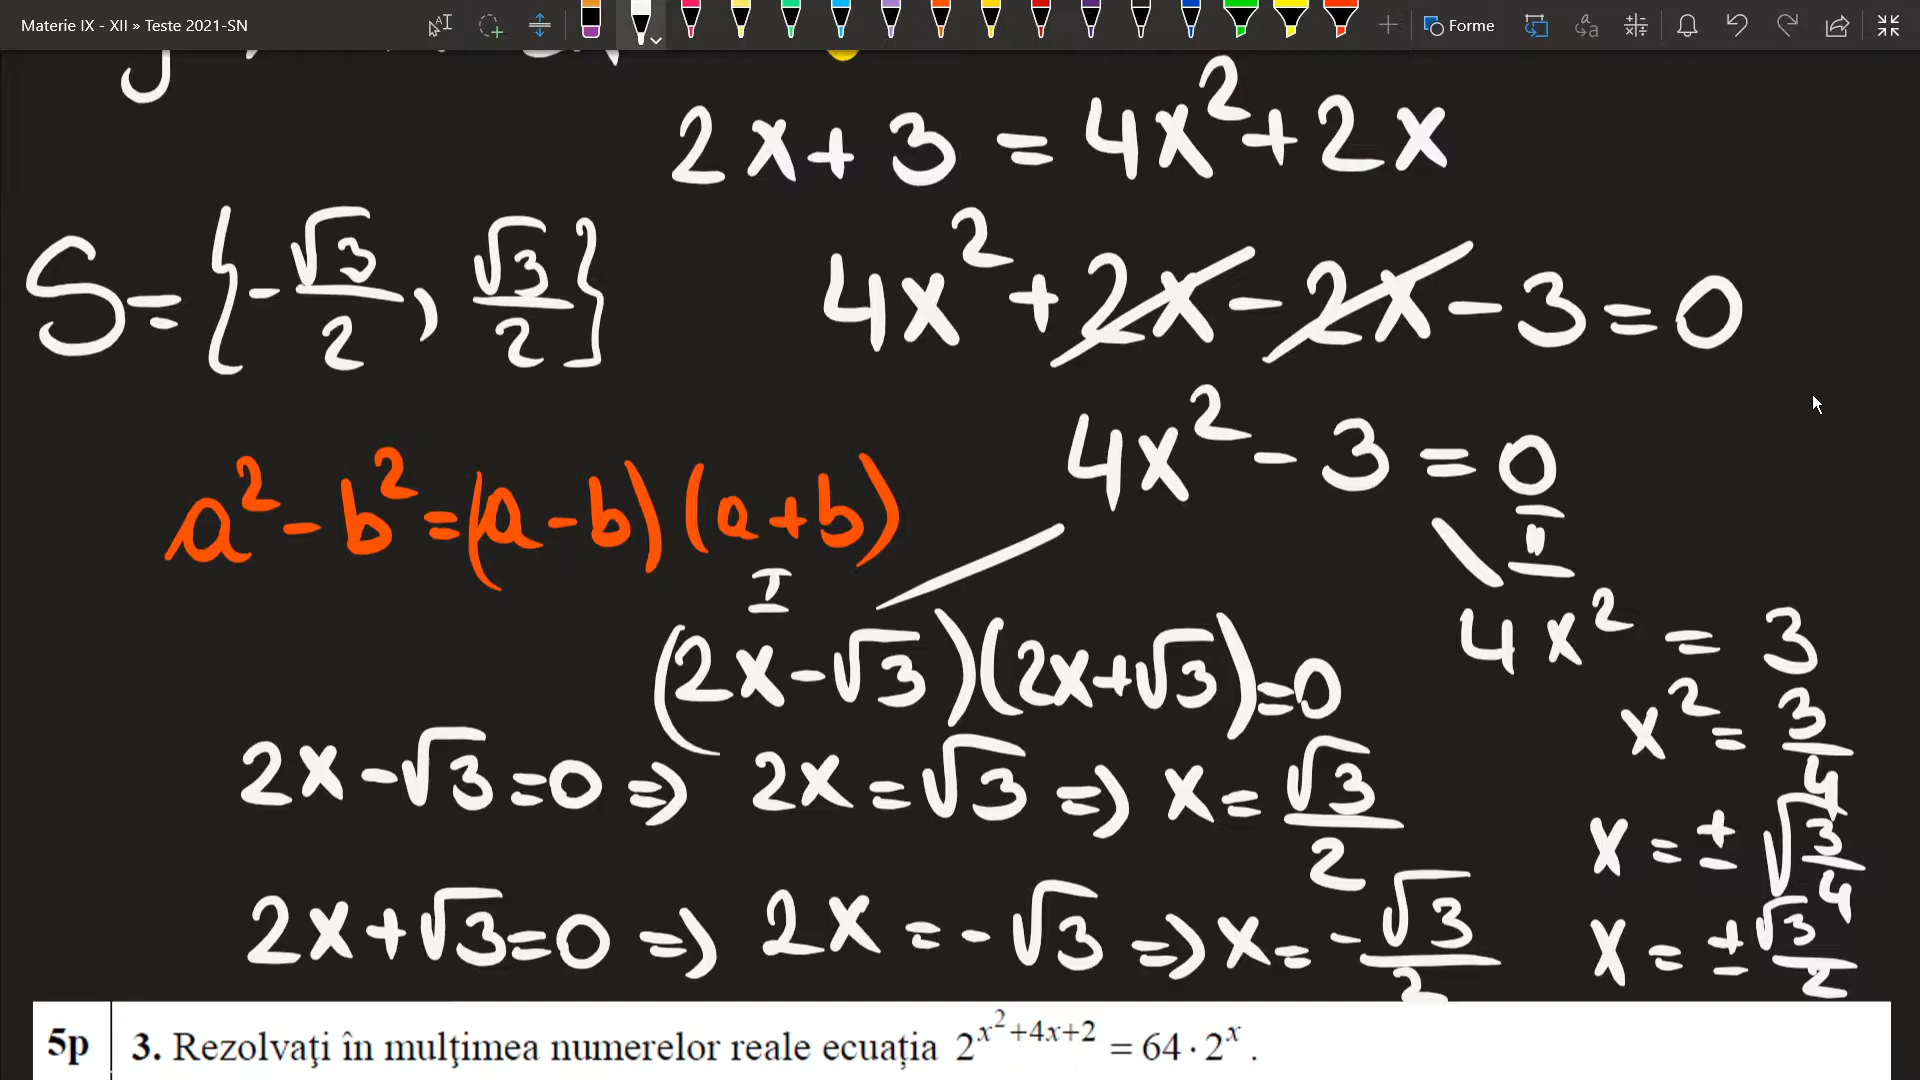 Materie IX - XII » Teste 2021-SN
Forme
2x+3=4x²+2x
S={-√3/2, √3/2}
4x²+2x-2x-3=0
4x²-3=0
a²-b²=(a-b)(a+b)
I
II
(2x-√3)(2x+√3)=0
4x²=3
x²=3/4
2x-√3=0 => 2x=√3 => x=√3/2
x=±√3/4
2x+√3=0 => 2x=-√3 => x=-√3/2
x=±√3/2
5p 3. Rezolvaţi în mulţimea numerelor reale ecuația 2^(x²+4x+2) = 64·2^x.